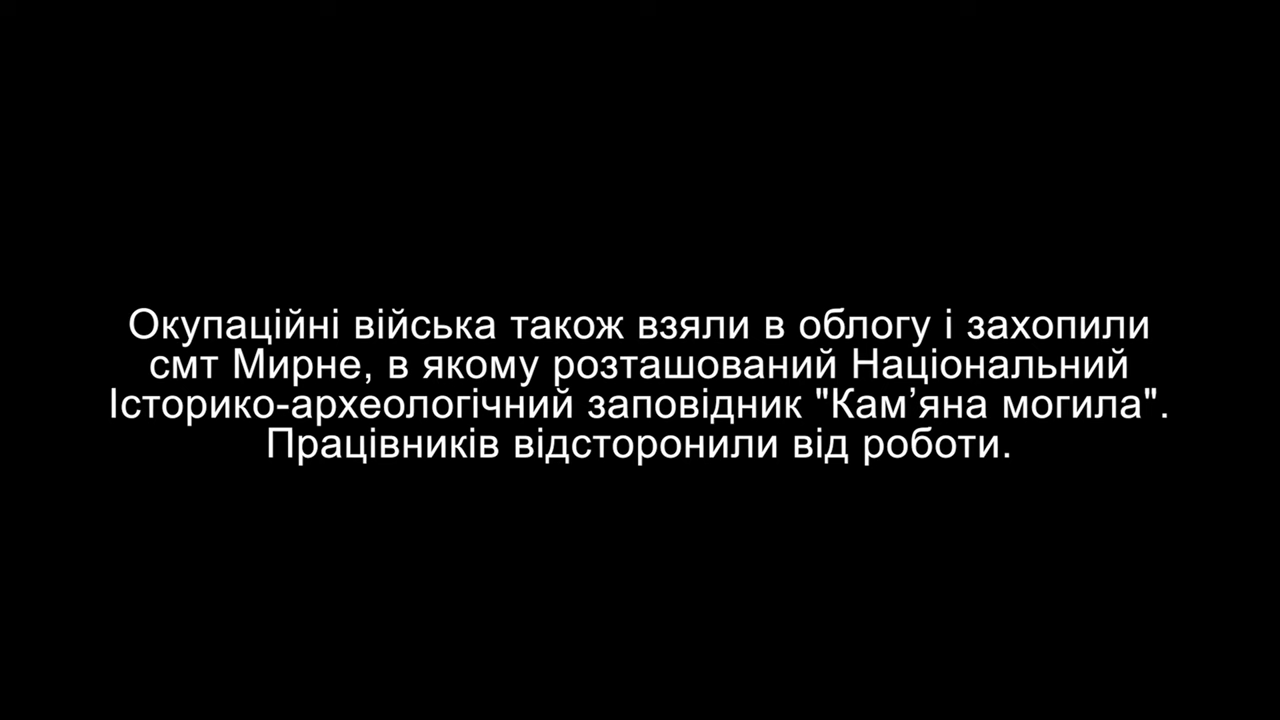 Окупаційні війська також взяли в облогу і захопили
смт Мирне, в якому розташований Національний
Історико-археологічний заповідник "Кам’яна могила".
Працівників відсторонили від роботи.